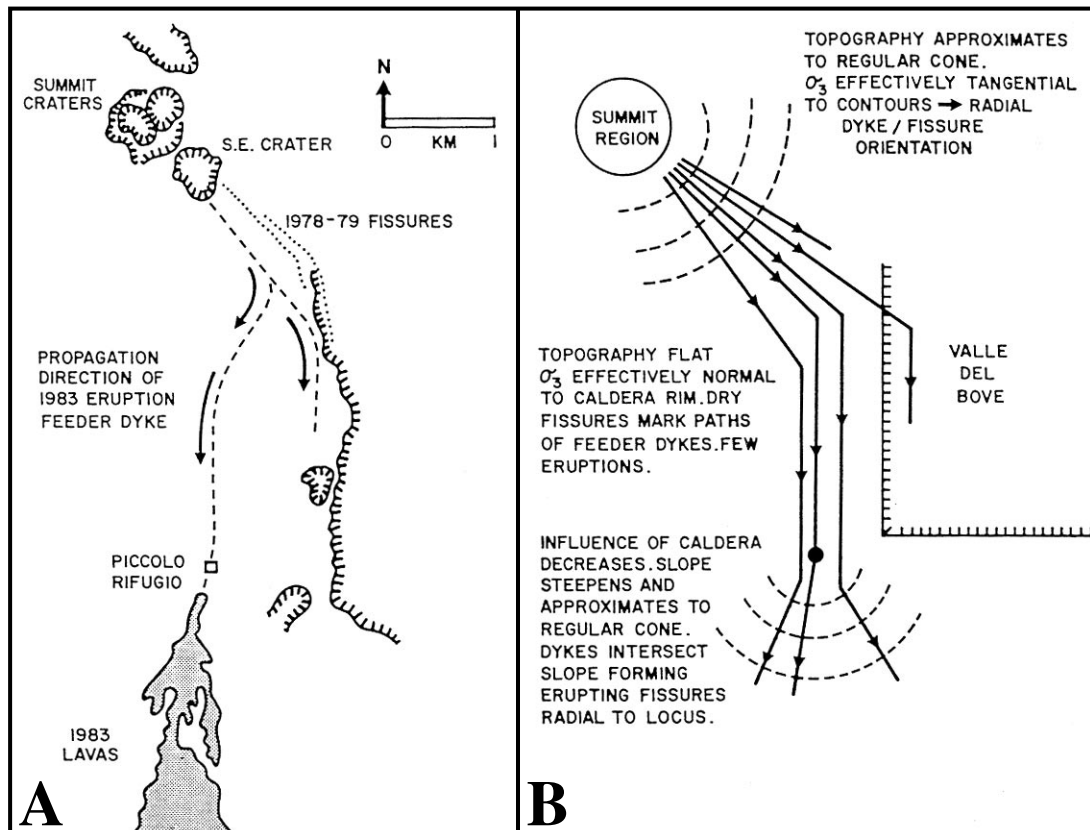 SUMMIT
CRATERS
S.E. CRATER
N
0 KM 1
1978-79 FISSURES
PROPAGATION
DIRECTION OF
1983 ERUPTION
FEEDER DYKE
PICCOLO
RIFUGIO
1983
LAVAS
A
TOPOGRAPHY APPROXIMATES
TO REGULAR CONE.
σ3 EFFECTIVELY TANGENTIAL
TO CONTOURS → RADIAL
DYKE / FISSURE
ORIENTATION
SUMMIT
REGION
TOPOGRAPHY FLAT
σ3 EFFECTIVELY NORMAL
TO CALDERA RIM.DRY
FISSURES MARK PATHS
OF FEEDER DYKES.FEW
ERUPTIONS.
VALLE
DEL
BOVE
INFLUENCE OF CALDERA
DECREASES.SLOPE
STEEPENS AND
APPROXIMATES TO
REGULAR CONE.
DYKES INTERSECT
SLOPE FORMING
ERUPTING FISSURES
RADIAL TO LOCUS.
B